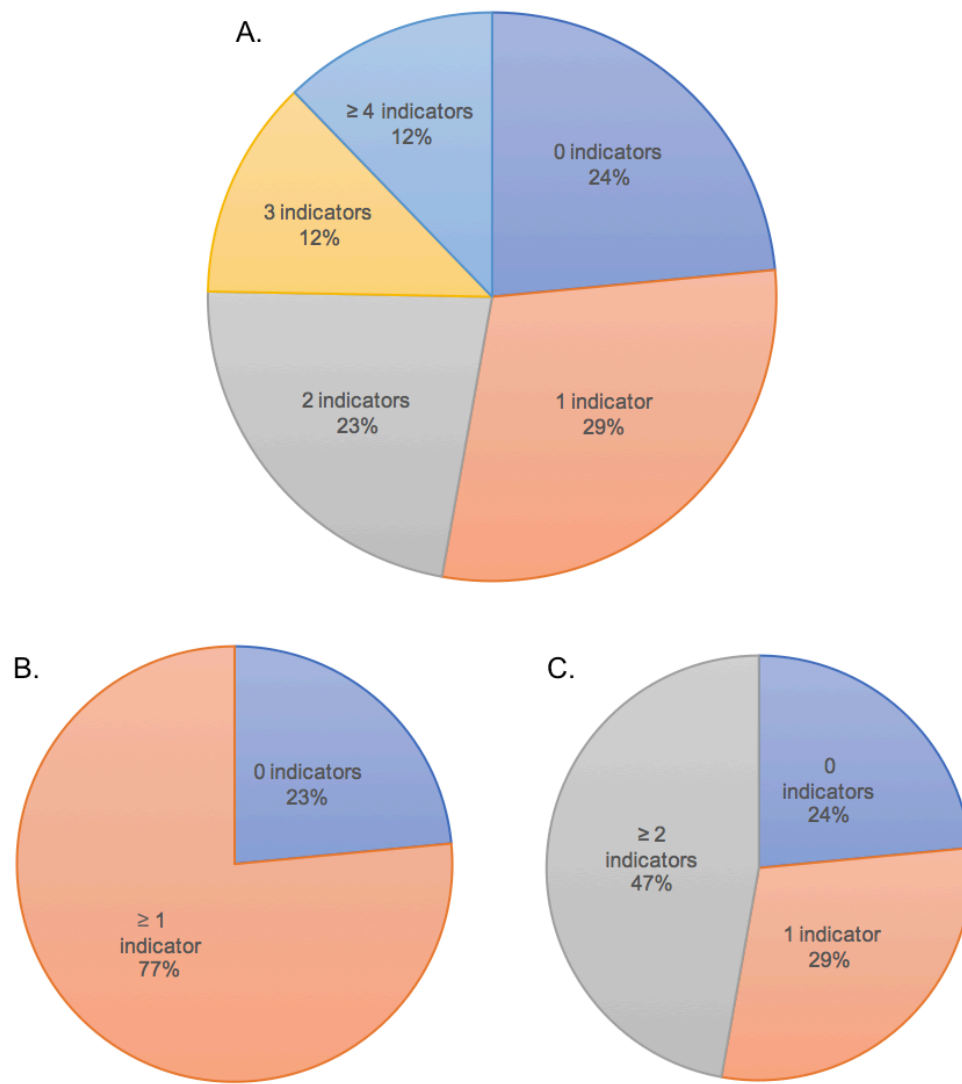 A.
≥ 4 indicators
12%
0 indicators
24%
3 indicators
12%
2 indicators
23%
1 indicator
29%
B.
0 indicators
23%
≥ 1
indicator
77%
C.
0
indicators
24%
≥ 2
indicators
47%
1 indicator
29%